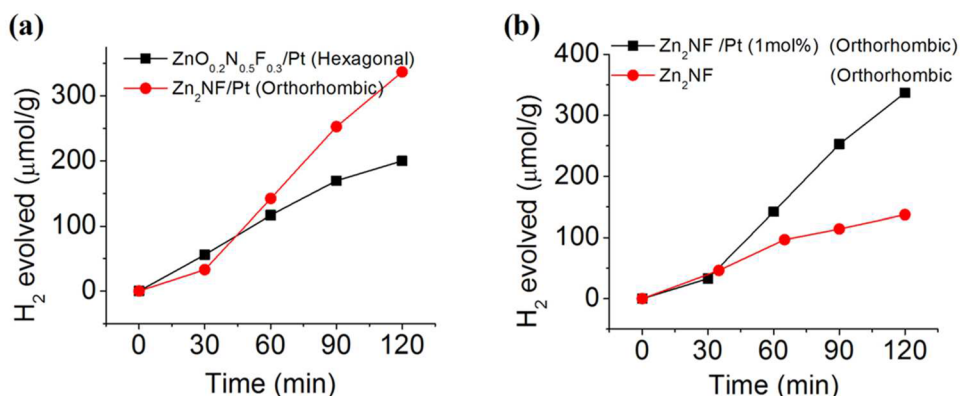 (a)
ZnO₀.₂N₀.₅F₀.₃/Pt (Hexagonal)
Zn₂NF/Pt (Orthorhombic)
H₂ evolved (μmol/g)
300
200
100
0
0 30 60 90 120
Time (min)
(b)
Zn₂NF /Pt (1mol%) (Orthorhombic)
Zn₂NF (Orthorhombic
H₂ evolved (μmol/g)
400
300
200
100
0
0 30 60 90 120
Time (min)